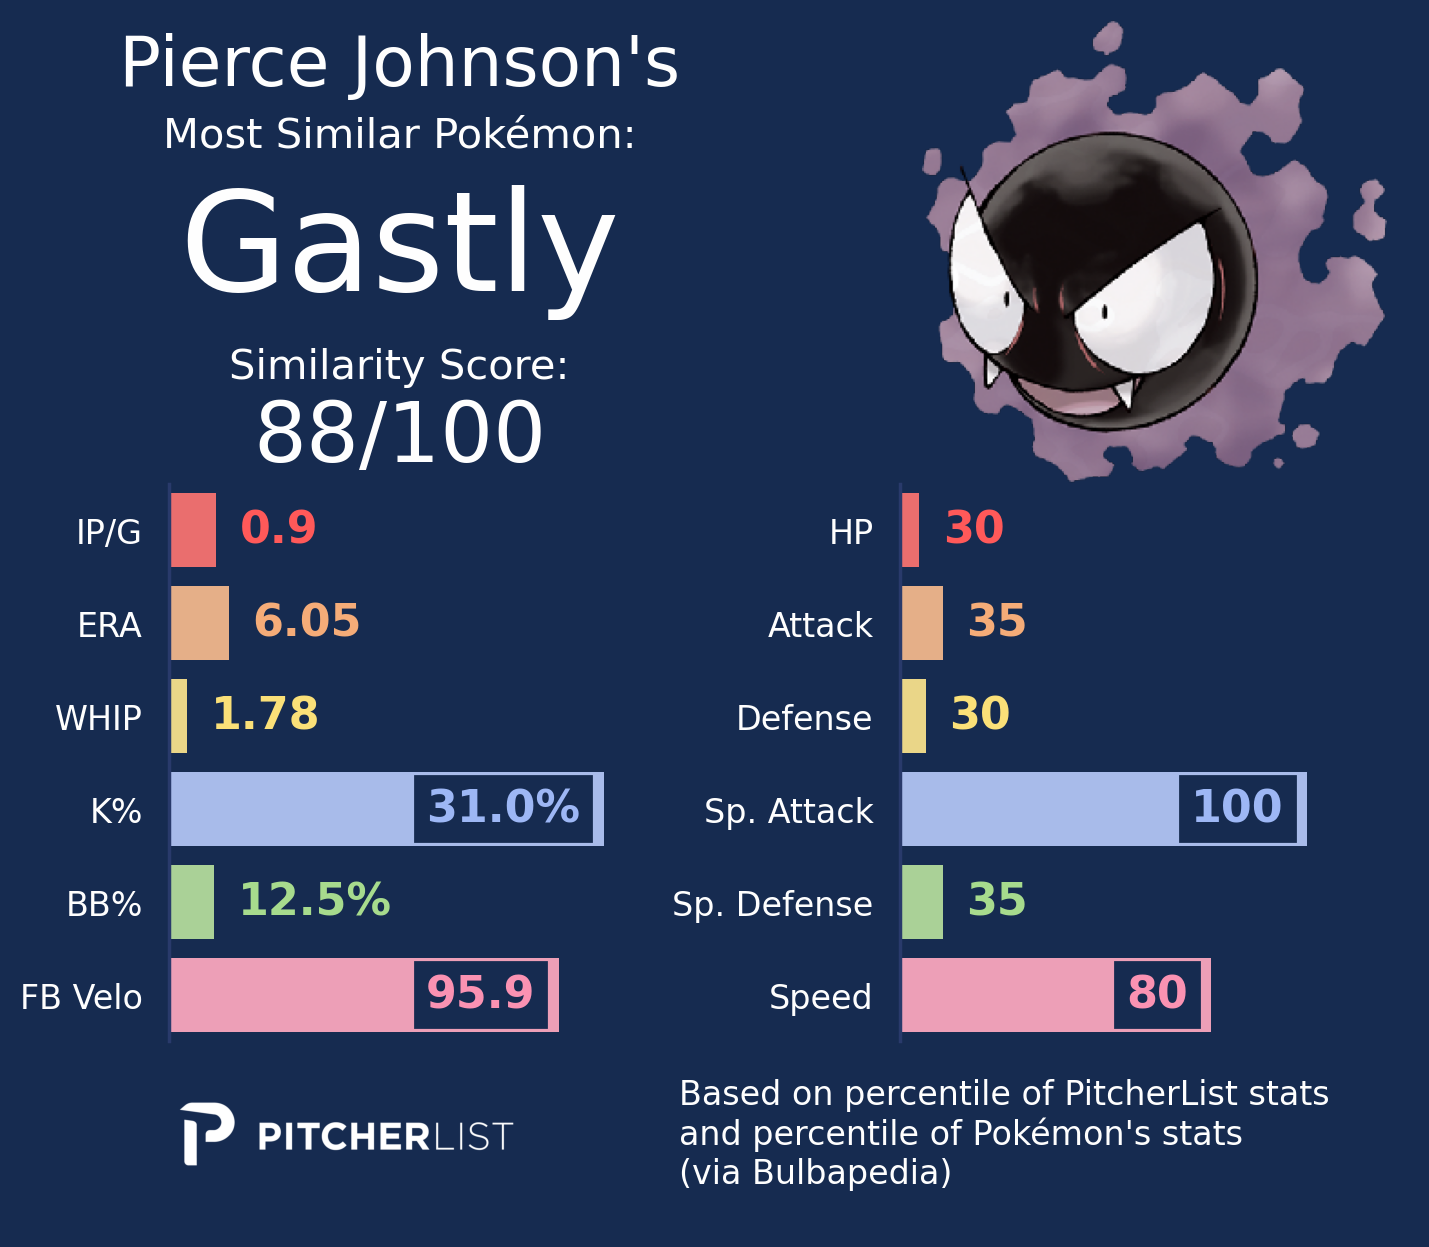 Pierce Johnson's
Most Similar Pokémon:
Gastly
Similarity Score:
88/100
IP/G 0.9
ERA 6.05
WHIP 1.78
K% 31.0%
BB% 12.5%
FB Velo 95.9
HP 30
Attack 35
Defense 30
Sp. Attack 100
Sp. Defense 35
Speed 80
PITCHERLIST
Based on percentile of PitcherList stats
and percentile of Pokémon's stats
(via Bulbapedia)